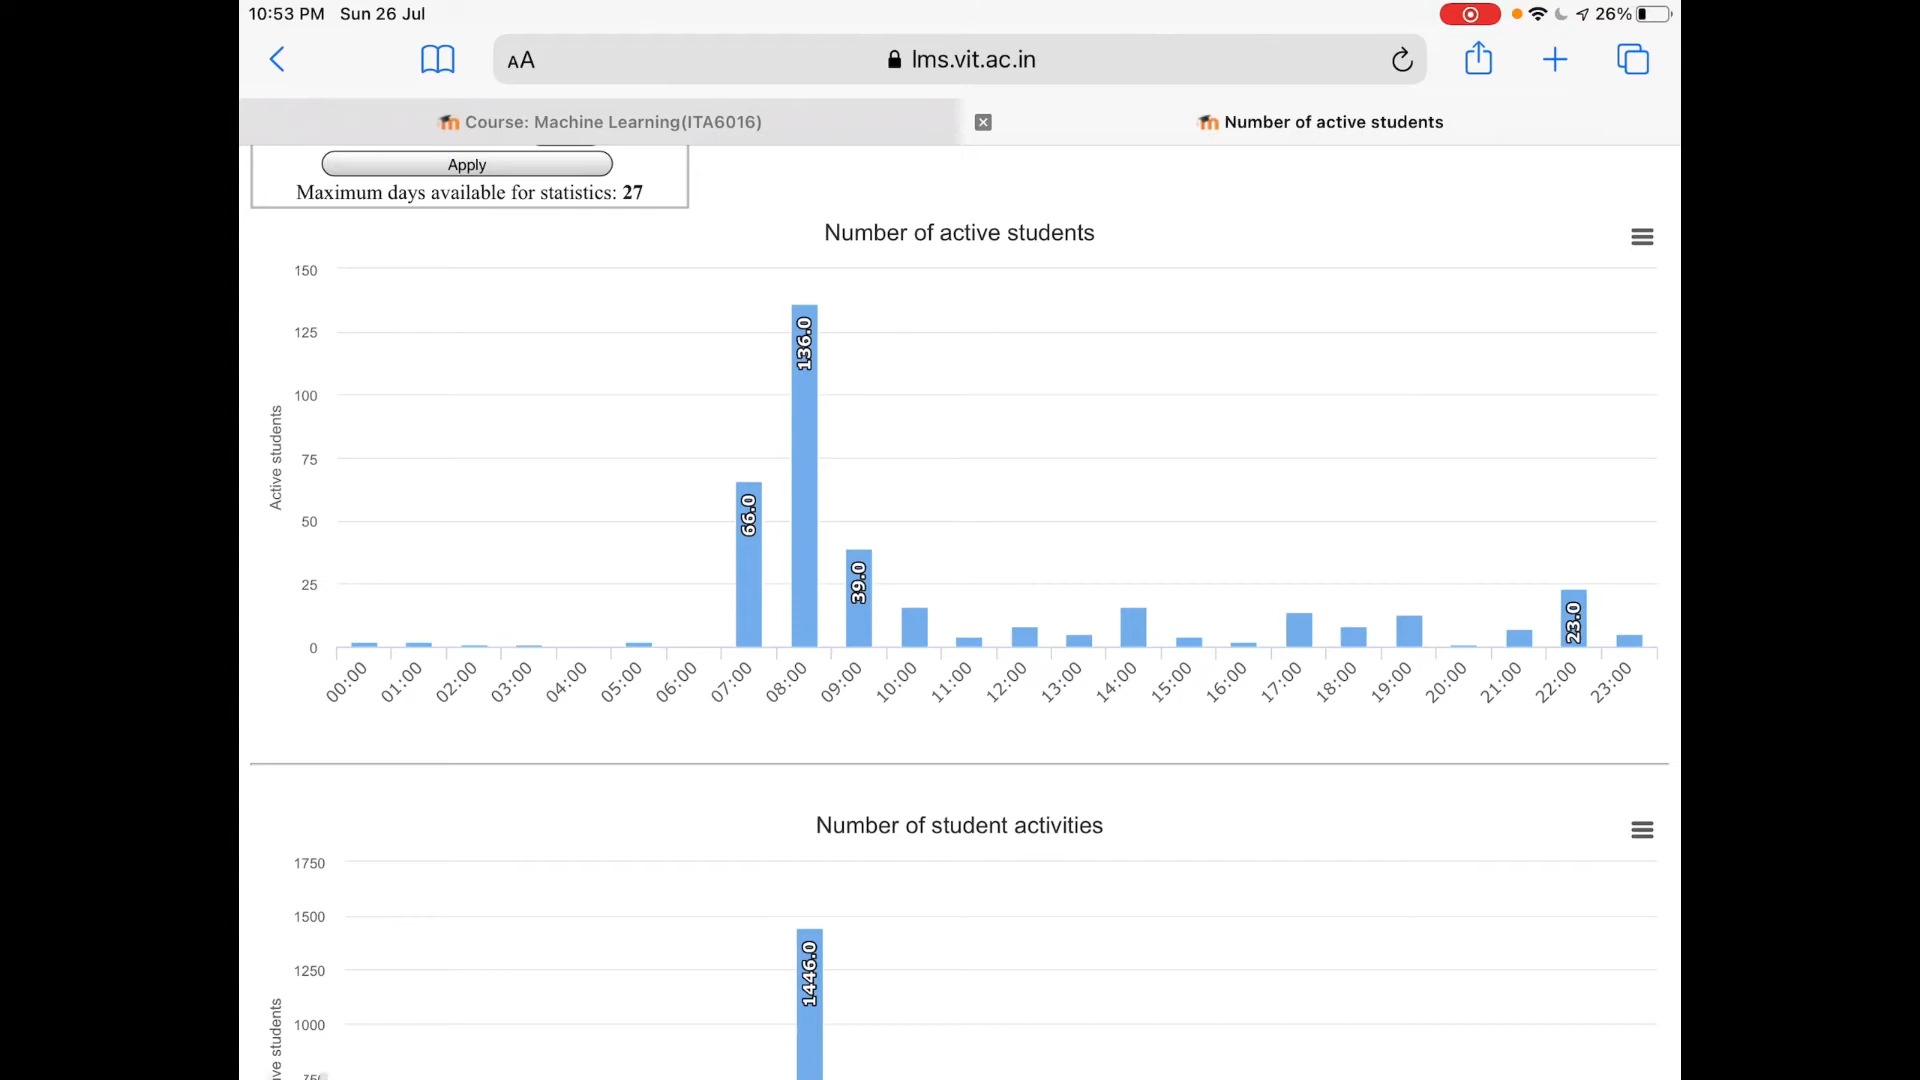 10:53 PM Sun 26 Jul
26%
AA
lms.vit.ac.in
Course: Machine Learning(ITA6016)
Number of active students
Apply
Maximum days available for statistics: 27
Number of active students
150
125
100
75
50
25
0
Active students
66.0
136.0
39.0
23.0
00:00 01:00 02:00 03:00 04:00 05:00 06:00 07:00 08:00 09:00 10:00 11:00 12:00 13:00 14:00 15:00 16:00 17:00 18:00 19:00 20:00 21:00 22:00 23:00
Number of student activities
1750
1500
1250
1000
1446.0
students